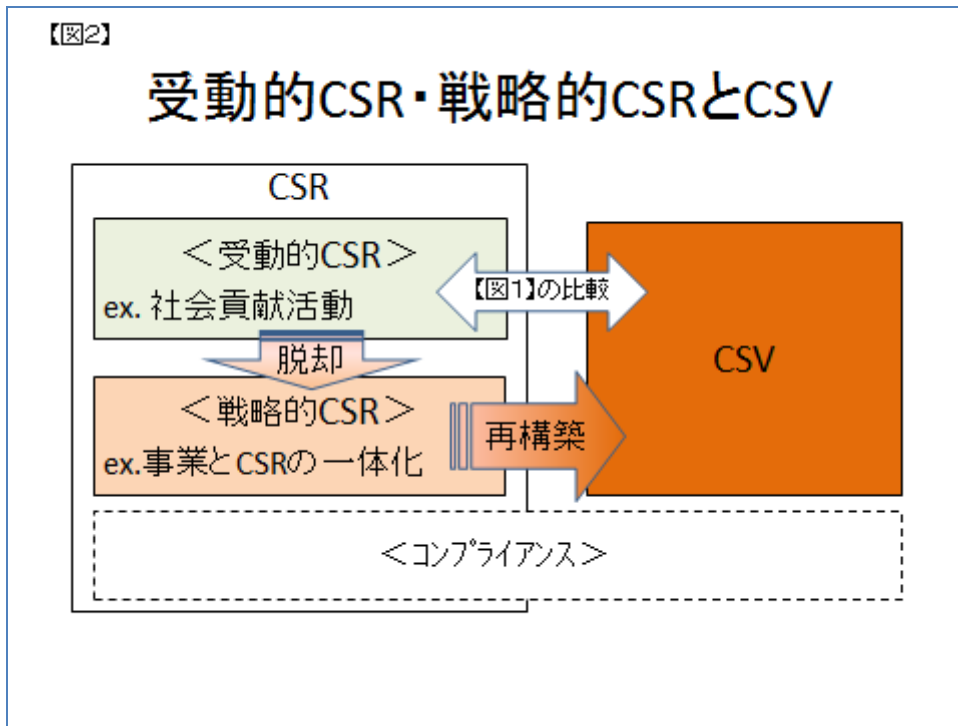 【図2】
受動的CSR・戦略的CSRとCSV
CSR
＜受動的CSR＞
ex. 社会貢献活動
【図1】の比較
脱却
CSV
＜戦略的CSR＞
ex.事業とCSRの一体化
再構築
＜コンプライアンス＞